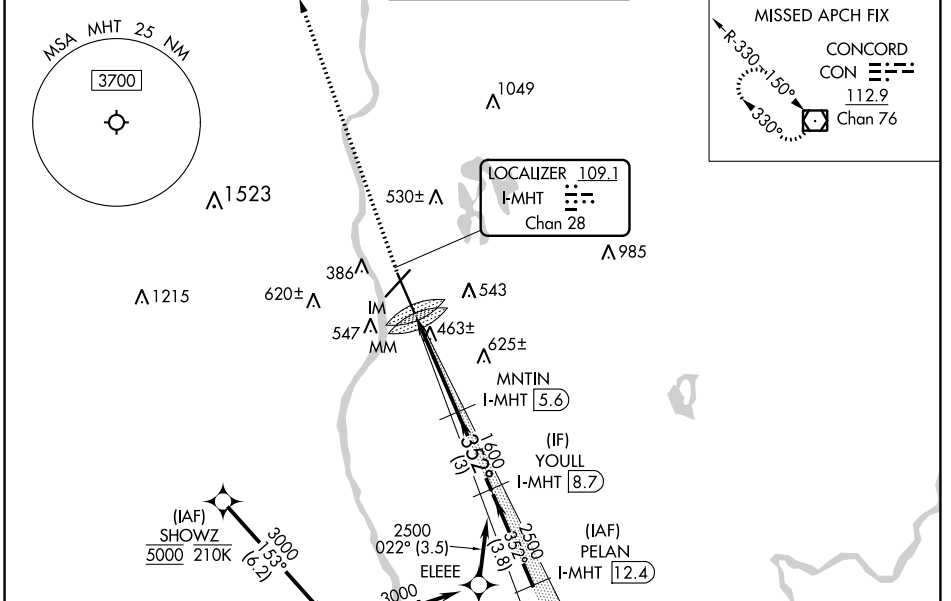 MSA MHT 25 NM
3700
MISSED APCH FIX
CONCORD
CON
112.9
Chan 76
R-330
150°
330°
1049
1523
530±
LOCALIZER 109.1
I-MHT
Chan 28
985
386
1215
620±
543
IM
547
463±
MM
625±
MNTIN
I-MHT 5.6
1600
352°
(3)
(IF)
YOULL
I-MHT 8.7
(IAF)
SHOWZ
5000 210K
3000
153°
(6.2)
2500
022° (3.5)
ELEEE
3000
2500
352°
(3.8)
(IAF)
PELAN
I-MHT 12.4